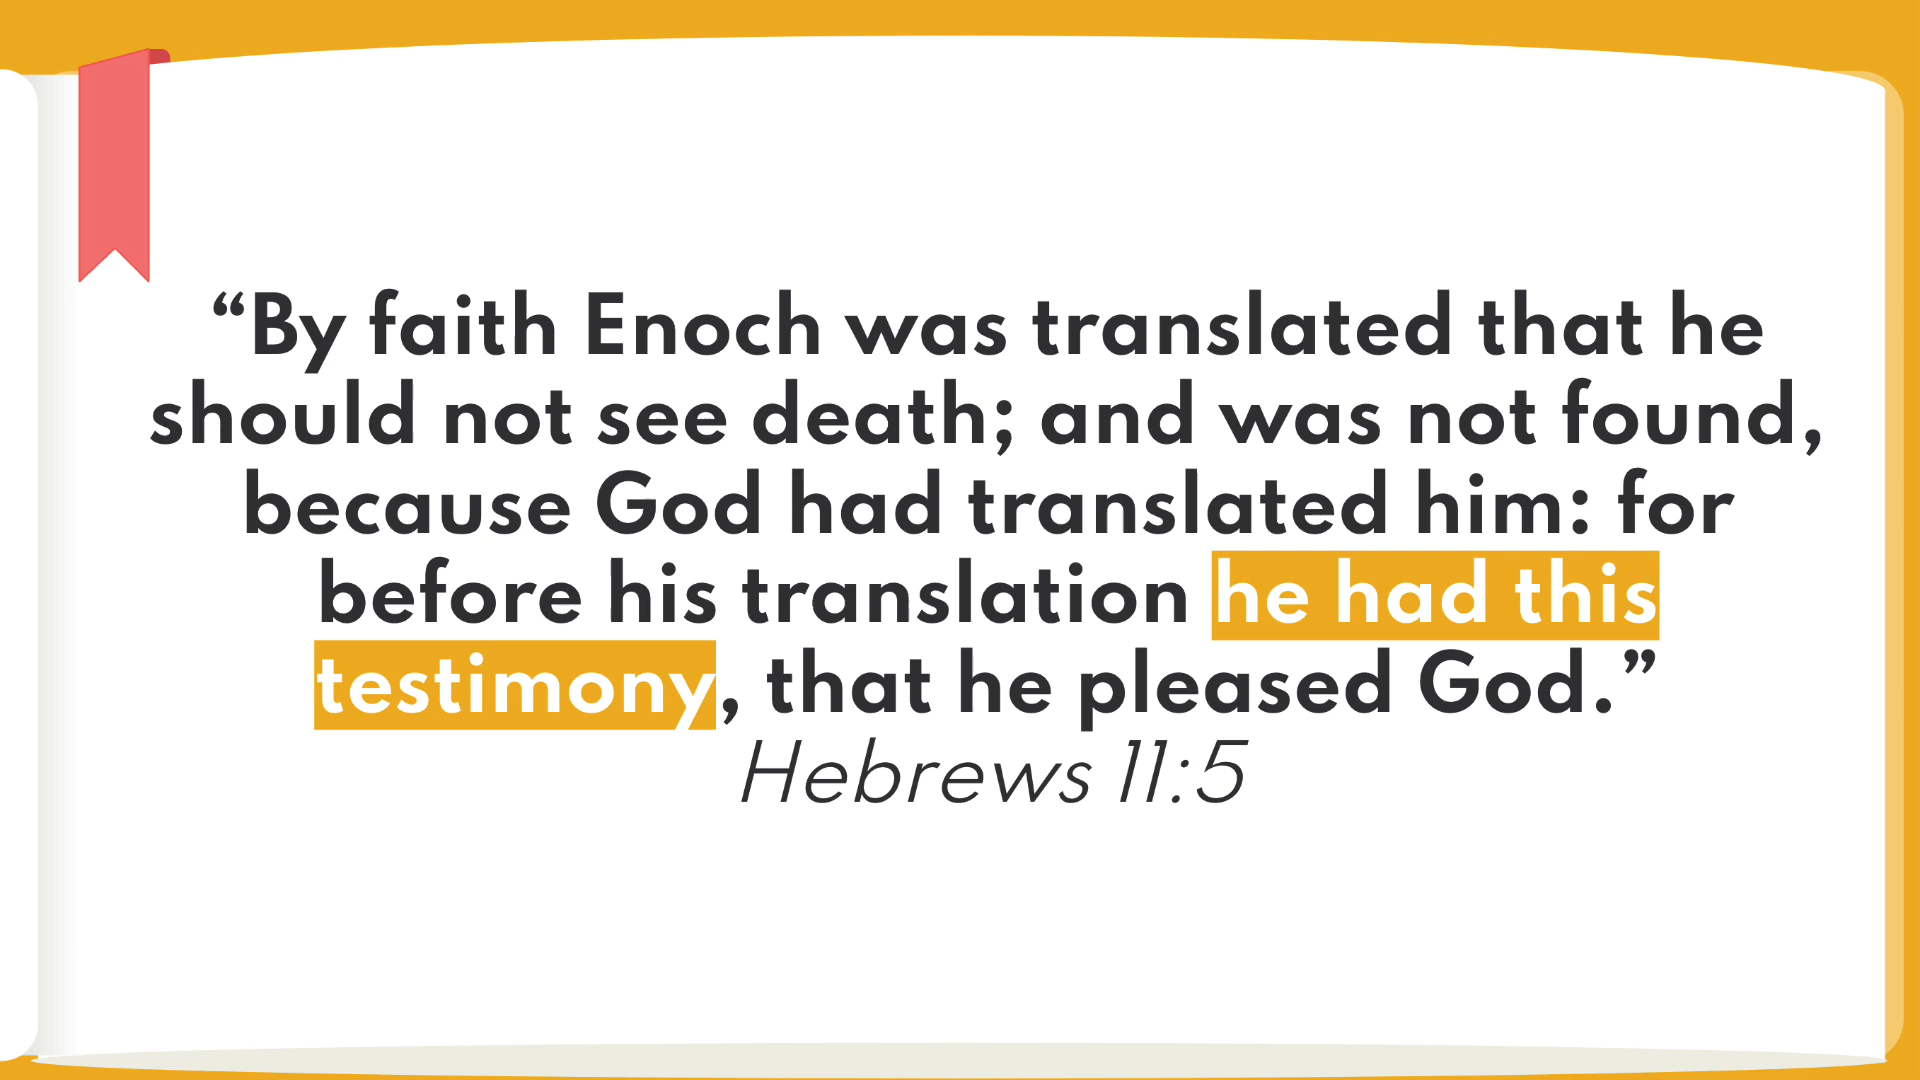 “By faith Enoch was translated that he
should not see death; and was not found,
because God had translated him: for
before his translation he had this
testimony, that he pleased God.”
Hebrews 11:5